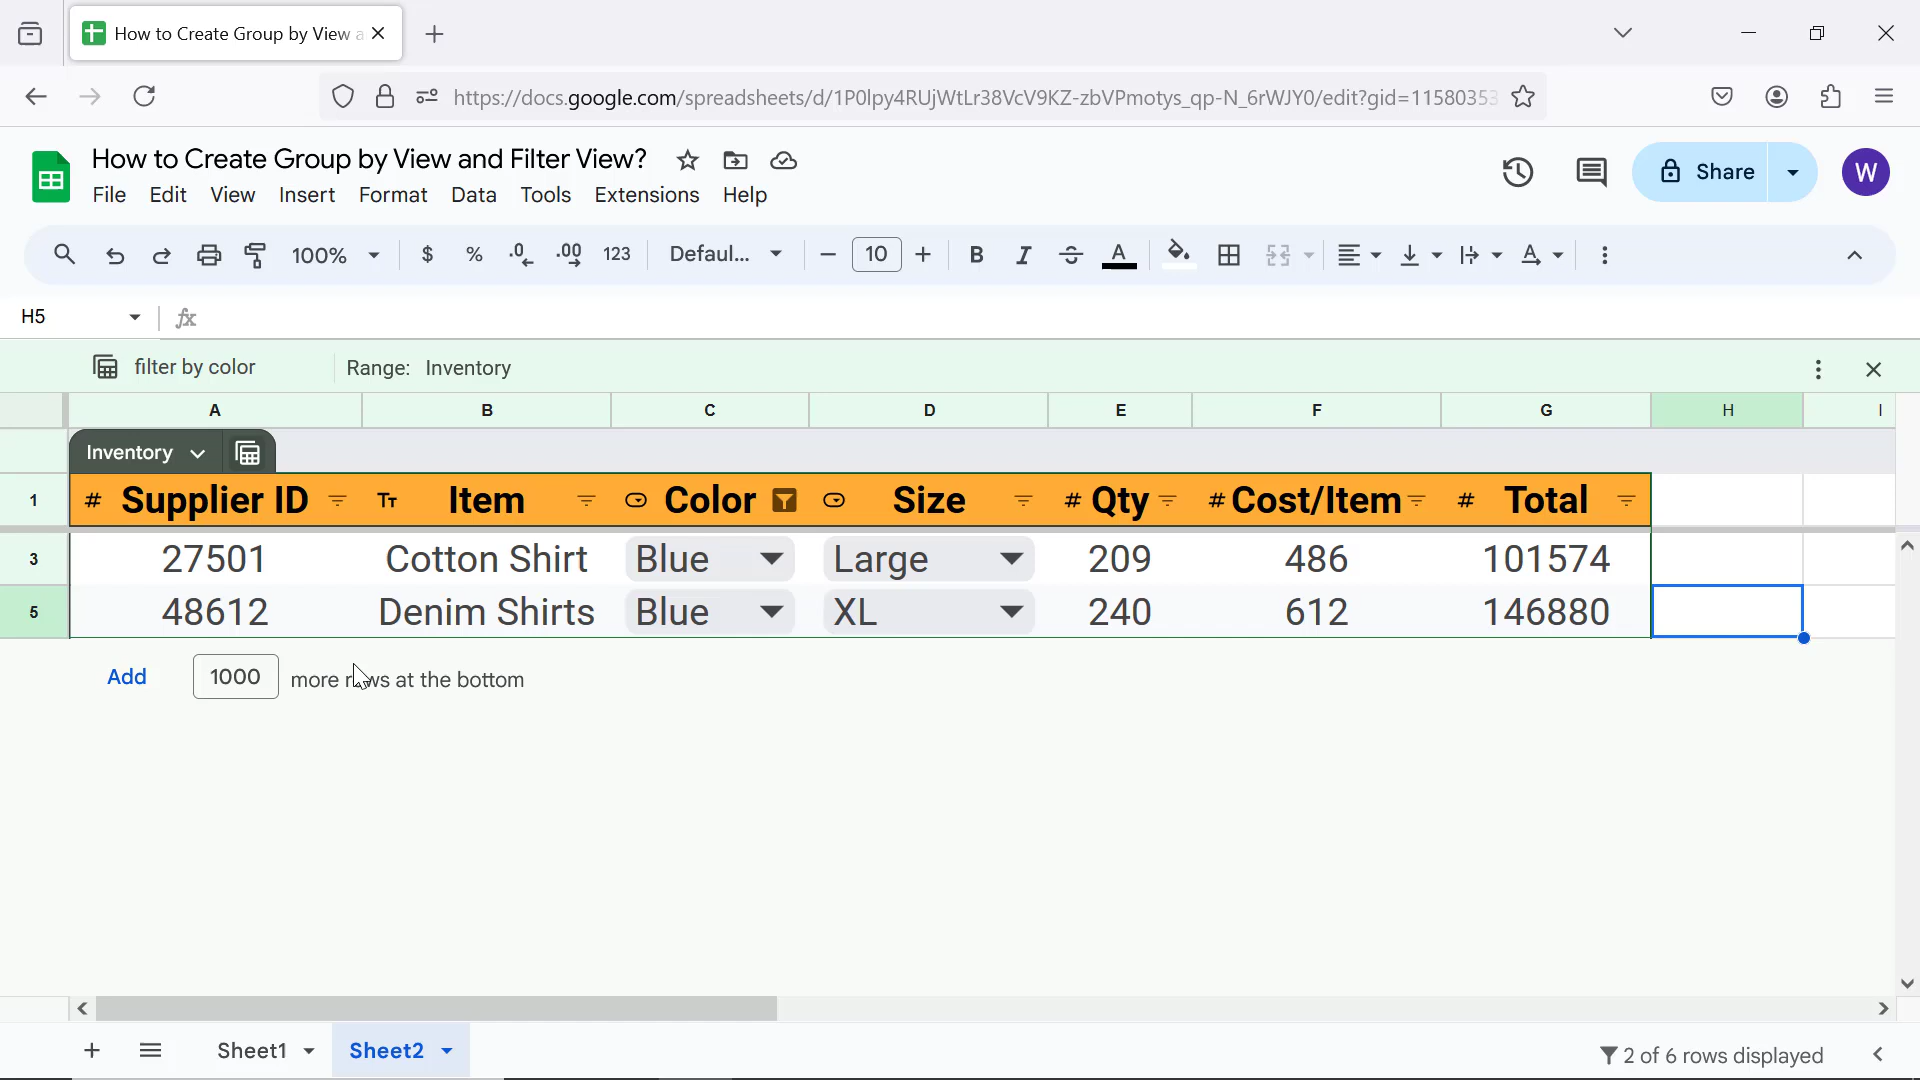 How to Create Group by View a
https://docs.google.com/spreadsheets/d/1P0lpy4RUjWtLr38VcV9KZ-zbVPmotys_qp-N_6rWJY0/edit?gid=11580353
How to Create Group by View and Filter View?
File Edit View Insert Format Data Tools Extensions Help
Share
W
100% $ % .0 .00 123 Defaul... − 10 + B I S A
H5 fx
filter by color Range: Inventory
A B C D E F G H I
Inventory
1 # Supplier ID Tт Item Color Size # Qty # Cost/Item # Total
3 27501 Cotton Shirt Blue Large 209 486 101574
5 48612 Denim Shirts Blue XL 240 612 146880
Add 1000 more rows at the bottom
Sheet1 Sheet2 2 of 6 rows displayed